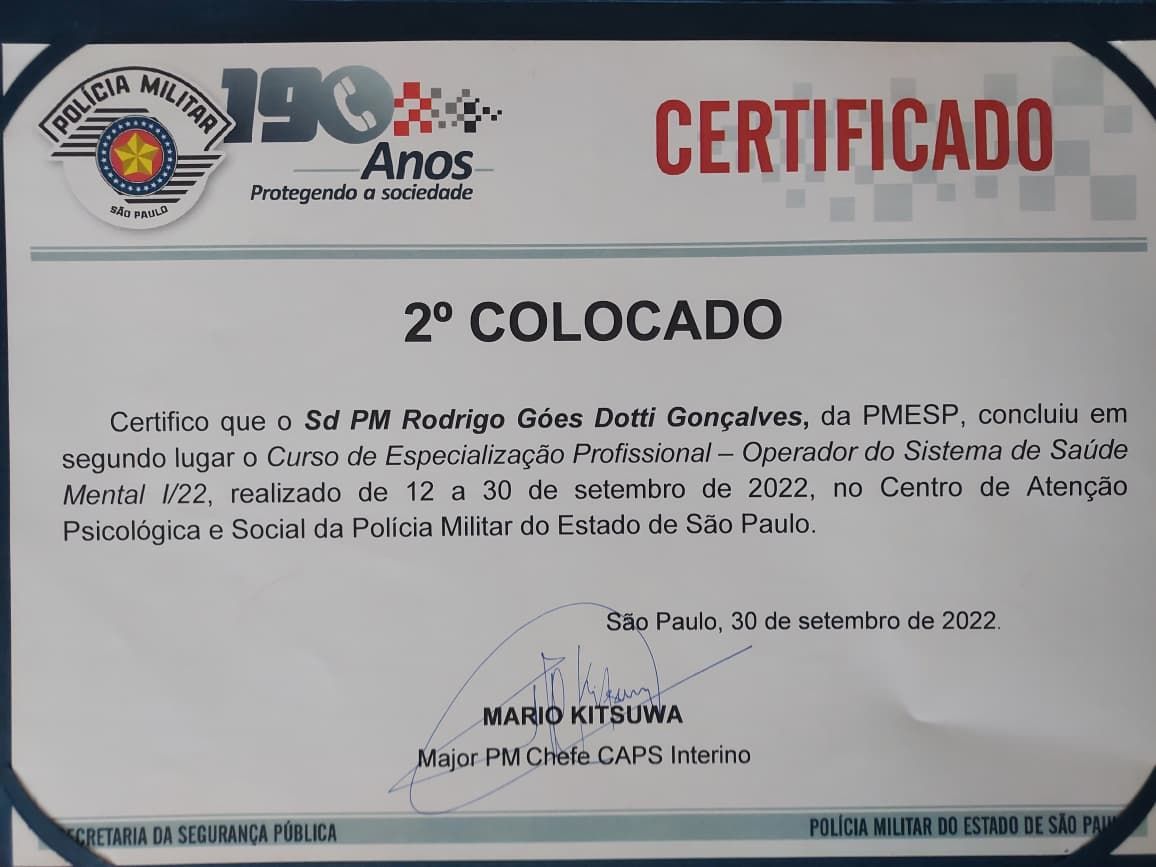 POLÍCIA MILITAR
SÃO PAULO
190
Anos
Protegendo a sociedade
CERTIFICADO
2º COLOCADO
Certifico que o Sd PM Rodrigo Góes Dotti Gonçalves, da PMESP, concluiu em
segundo lugar o Curso de Especialização Profissional – Operador do Sistema de Saúde
Mental I/22, realizado de 12 a 30 de setembro de 2022, no Centro de Atenção
Psicológica e Social da Polícia Militar do Estado de São Paulo.
São Paulo, 30 de setembro de 2022.
MARIO KITSUWA
Major PM Chefe CAPS Interino
ECRETARIA DA SEGURANÇA PÚBLICA
POLÍCIA MILITAR DO ESTADO DE SÃO PAU